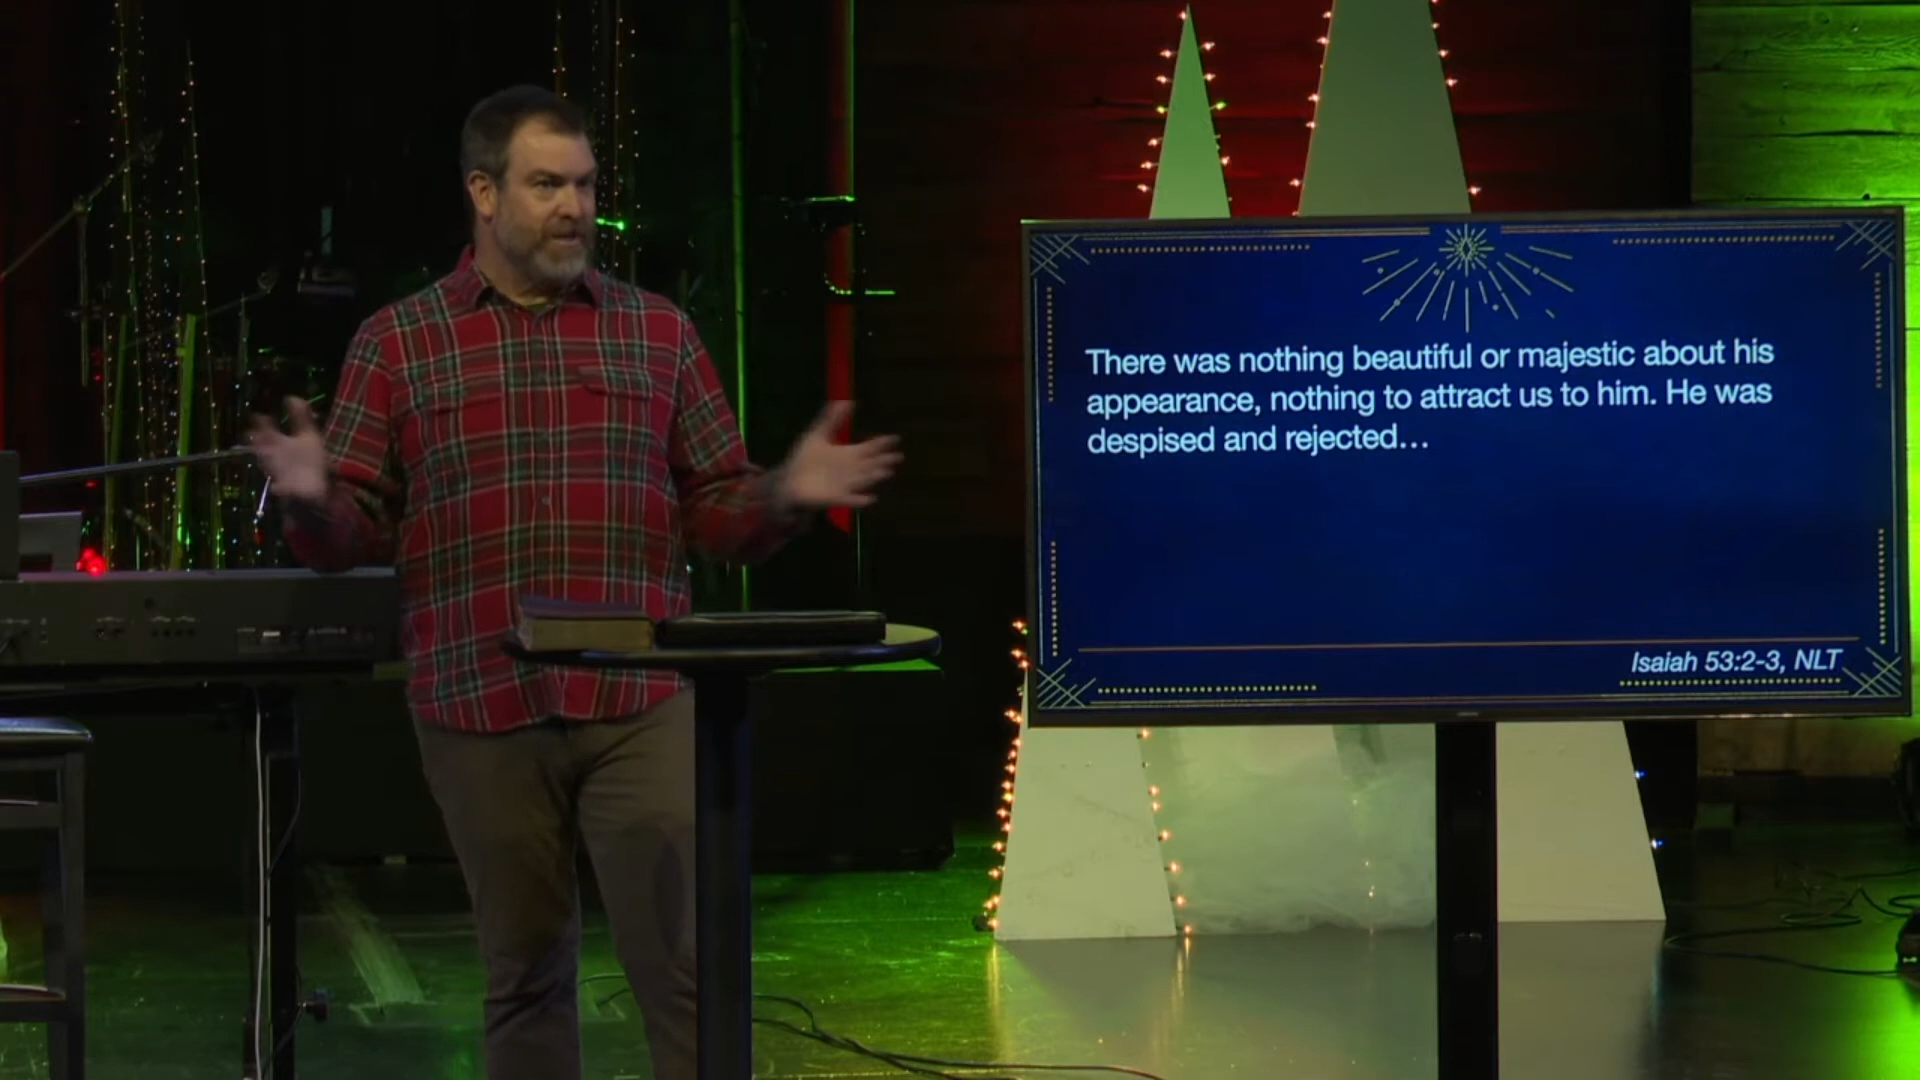 There was nothing beautiful or majestic about his
appearance, nothing to attract us to him. He was
despised and rejected…
Isaiah 53:2-3, NLT